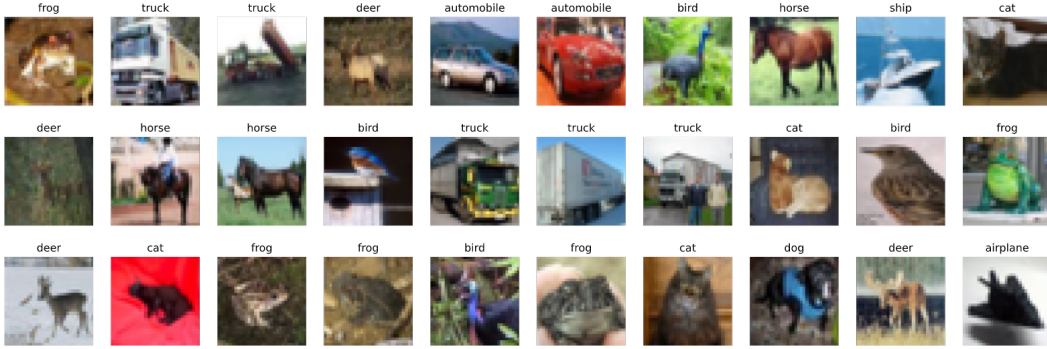 frog truck truck deer automobile automobile bird horse ship cat
deer horse horse bird truck truck truck cat bird frog
deer cat frog frog bird frog cat dog deer airplane